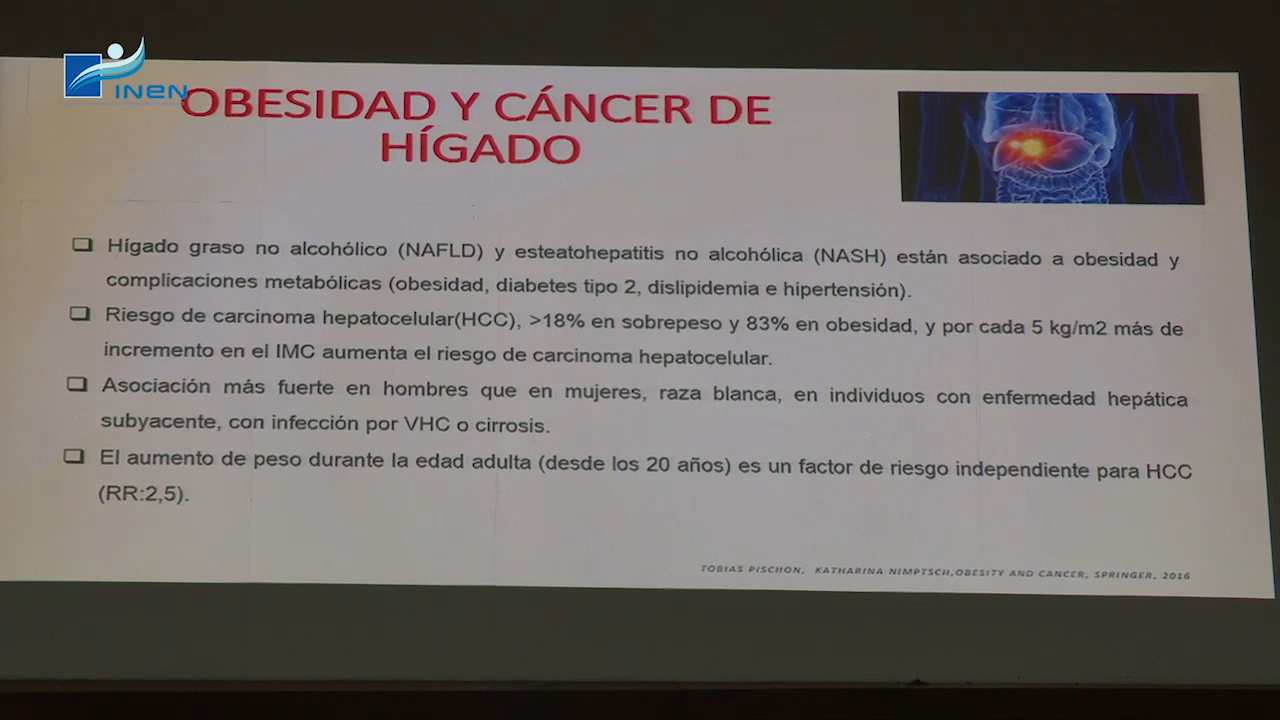 INEN
OBESIDAD Y CÁNCER DE
HÍGADO
Hígado graso no alcohólico (NAFLD) y esteatohepatitis no alcohólica (NASH) están asociado a obesidad y
complicaciones metabólicas (obesidad, diabetes tipo 2, dislipidemia e hipertensión).
Riesgo de carcinoma hepatocelular(HCC), >18% en sobrepeso y 83% en obesidad, y por cada 5 kg/m2 más de
incremento en el IMC aumenta el riesgo de carcinoma hepatocelular.
Asociación más fuerte en hombres que en mujeres, raza blanca, en individuos con enfermedad hepática
subyacente, con infección por VHC o cirrosis.
El aumento de peso durante la edad adulta (desde los 20 años) es un factor de riesgo independiente para HCC
(RR:2,5).
TOBIAS PISCHON, KATHARINA NIMPTSCH,OBESITY AND CANCER, SPRINGER, 2016